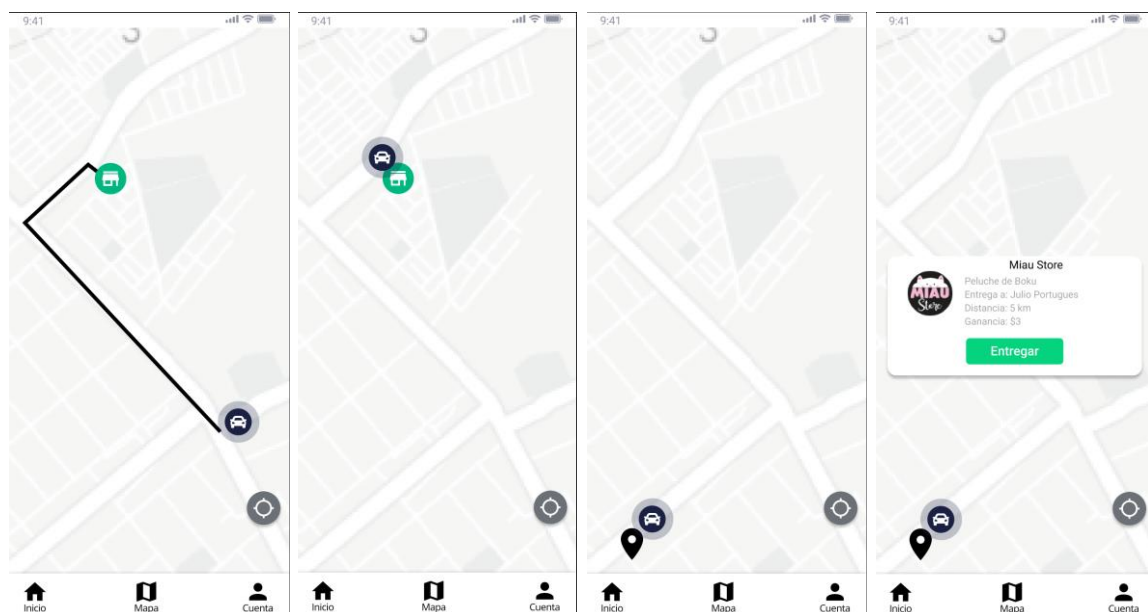 9:41
Inicio
Mapa
Cuenta
9:41
Inicio
Mapa
Cuenta
9:41
Inicio
Mapa
Cuenta
9:41
Miau Store
MIAU
Store
Peluche de Boku
Entrega a: Julio Portugues
Distancia: 5 km
Ganancia: $3
Entregar
Inicio
Mapa
Cuenta